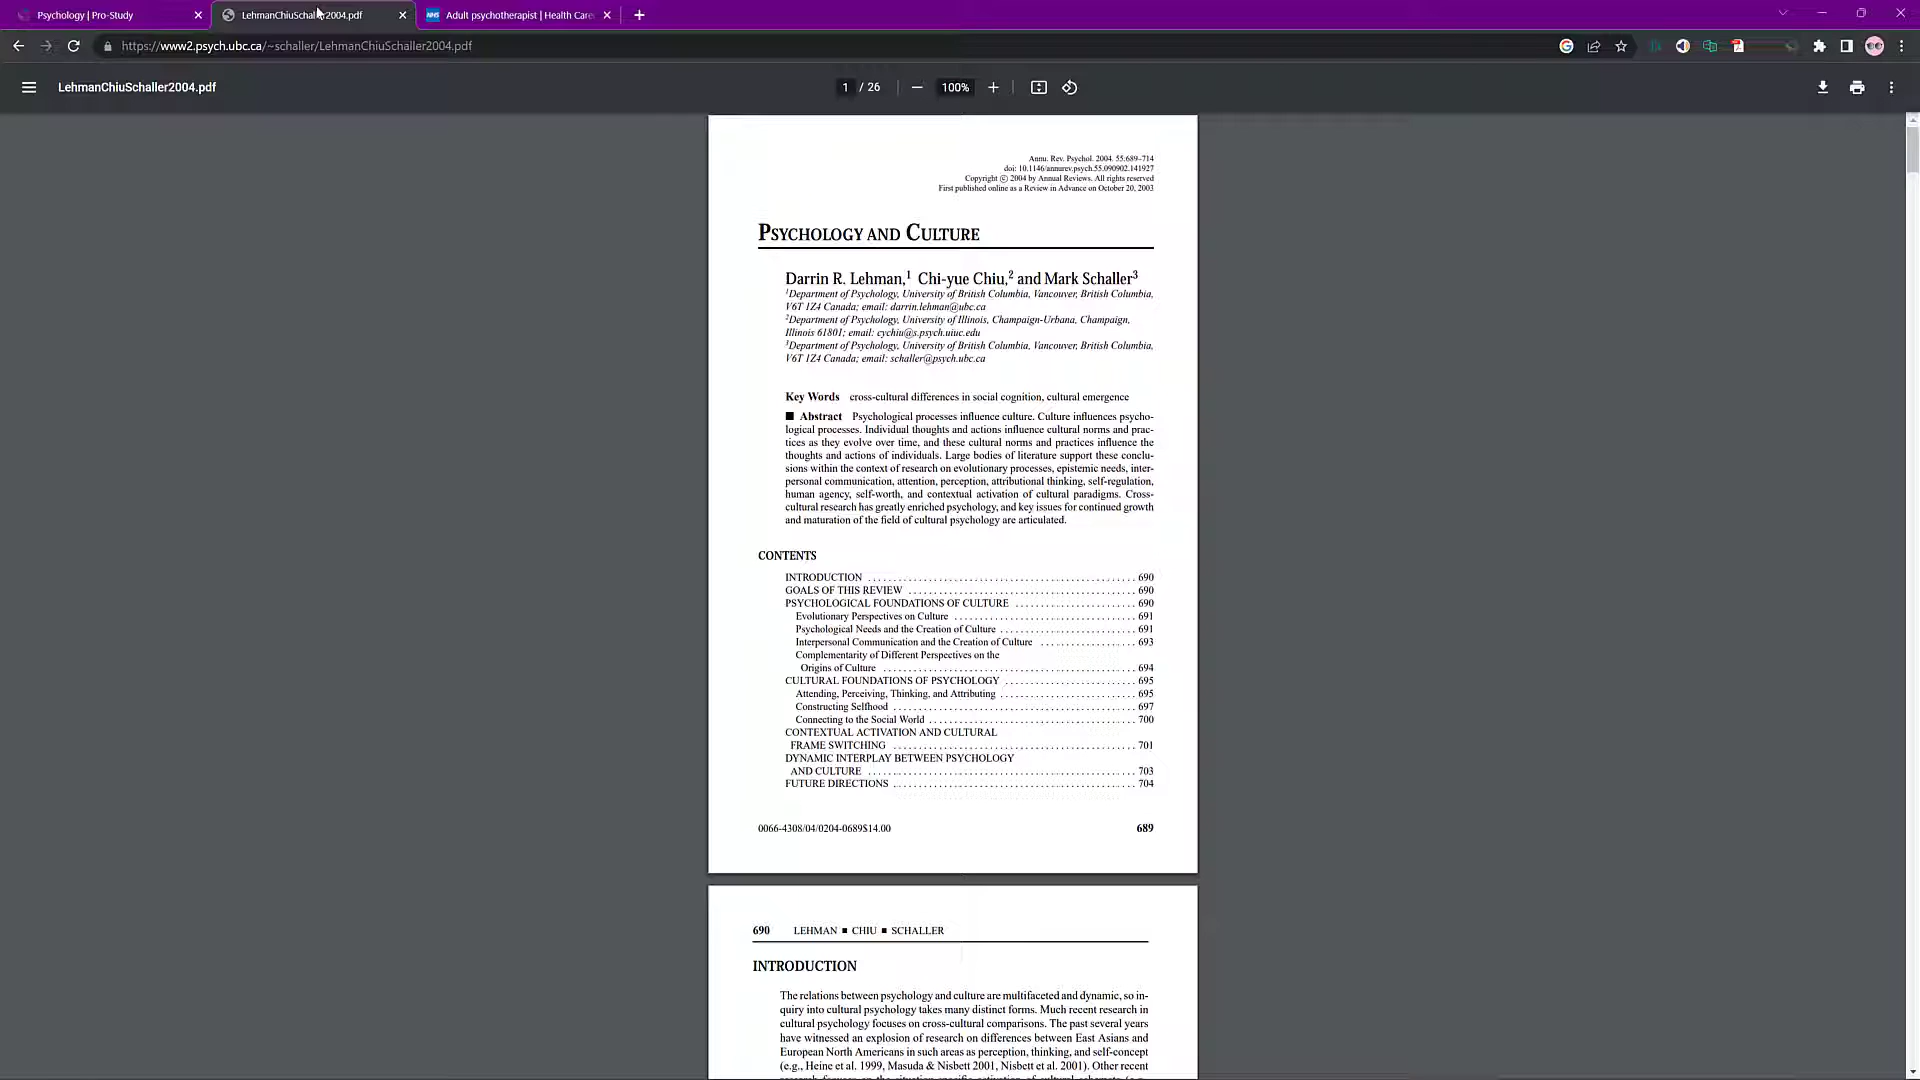 Psychology | Pro-Study
LehmanChiuSchaller2004.pdf
NHS
Adult psychotherapist | Health Care
https://www2.psych.ubc.ca/~schaller/LehmanChiuSchaller2004.pdf
LehmanChiuSchaller2004.pdf
1 / 26
100%
Annu. Rev. Psychol. 2004. 55:689–714
doi: 10.1146/annurev.psych.55.090902.141927
Copyright © 2004 by Annual Reviews. All rights reserved
First published online as a Review in Advance on October 20, 2003
PSYCHOLOGY AND CULTURE
Darrin R. Lehman,1 Chi-yue Chiu,2 and Mark Schaller3
1Department of Psychology, University of British Columbia, Vancouver, British Columbia,
V6T 1Z4 Canada; email: darrin.lehman@ubc.ca
2Department of Psychology, University of Illinois, Champaign-Urbana, Champaign,
Illinois 61801; email: cychiu@s.psych.uiuc.edu
3Department of Psychology, University of British Columbia, Vancouver, British Columbia,
V6T 1Z4 Canada; email: schaller@psych.ubc.ca
Key Words cross-cultural differences in social cognition, cultural emergence
■ Abstract Psychological processes influence culture. Culture influences psycho-
logical processes. Individual thoughts and actions influence cultural norms and prac-
tices as they evolve over time, and these cultural norms and practices influence the
thoughts and actions of individuals. Large bodies of literature support these conclu-
sions within the context of research on evolutionary processes, epistemic needs, inter-
personal communication, attention, perception, attributional thinking, self-regulation,
human agency, self-worth, and contextual activation of cultural paradigms. Cross-
cultural research has greatly enriched psychology, and key issues for continued growth
and maturation of the field of cultural psychology are articulated.
CONTENTS
INTRODUCTION 690
GOALS OF THIS REVIEW 690
PSYCHOLOGICAL FOUNDATIONS OF CULTURE 690
Evolutionary Perspectives on Culture 691
Psychological Needs and the Creation of Culture 691
Interpersonal Communication and the Creation of Culture 693
Complementarity of Different Perspectives on the
Origins of Culture 694
CULTURAL FOUNDATIONS OF PSYCHOLOGY 695
Attending, Perceiving, Thinking, and Attributing 695
Constructing Selfhood 697
Connecting to the Social World 700
CONTEXTUAL ACTIVATION AND CULTURAL
FRAME SWITCHING 701
DYNAMIC INTERPLAY BETWEEN PSYCHOLOGY
AND CULTURE 703
FUTURE DIRECTIONS 704
0066-4308/04/0204-0689$14.00 689
690 LEHMAN ■ CHIU ■ SCHALLER
INTRODUCTION
The relations between psychology and culture are multifaceted and dynamic, so in-
quiry into cultural psychology takes many distinct forms. Much recent research in
cultural psychology focuses on cross-cultural comparisons. The past several years
have witnessed an explosion of research on differences between East Asians and
European North Americans in such areas as perception, thinking, and self-concept
(e.g., Heine et al. 1999, Masuda & Nisbett 2001, Nisbett et al. 2001). Other recent